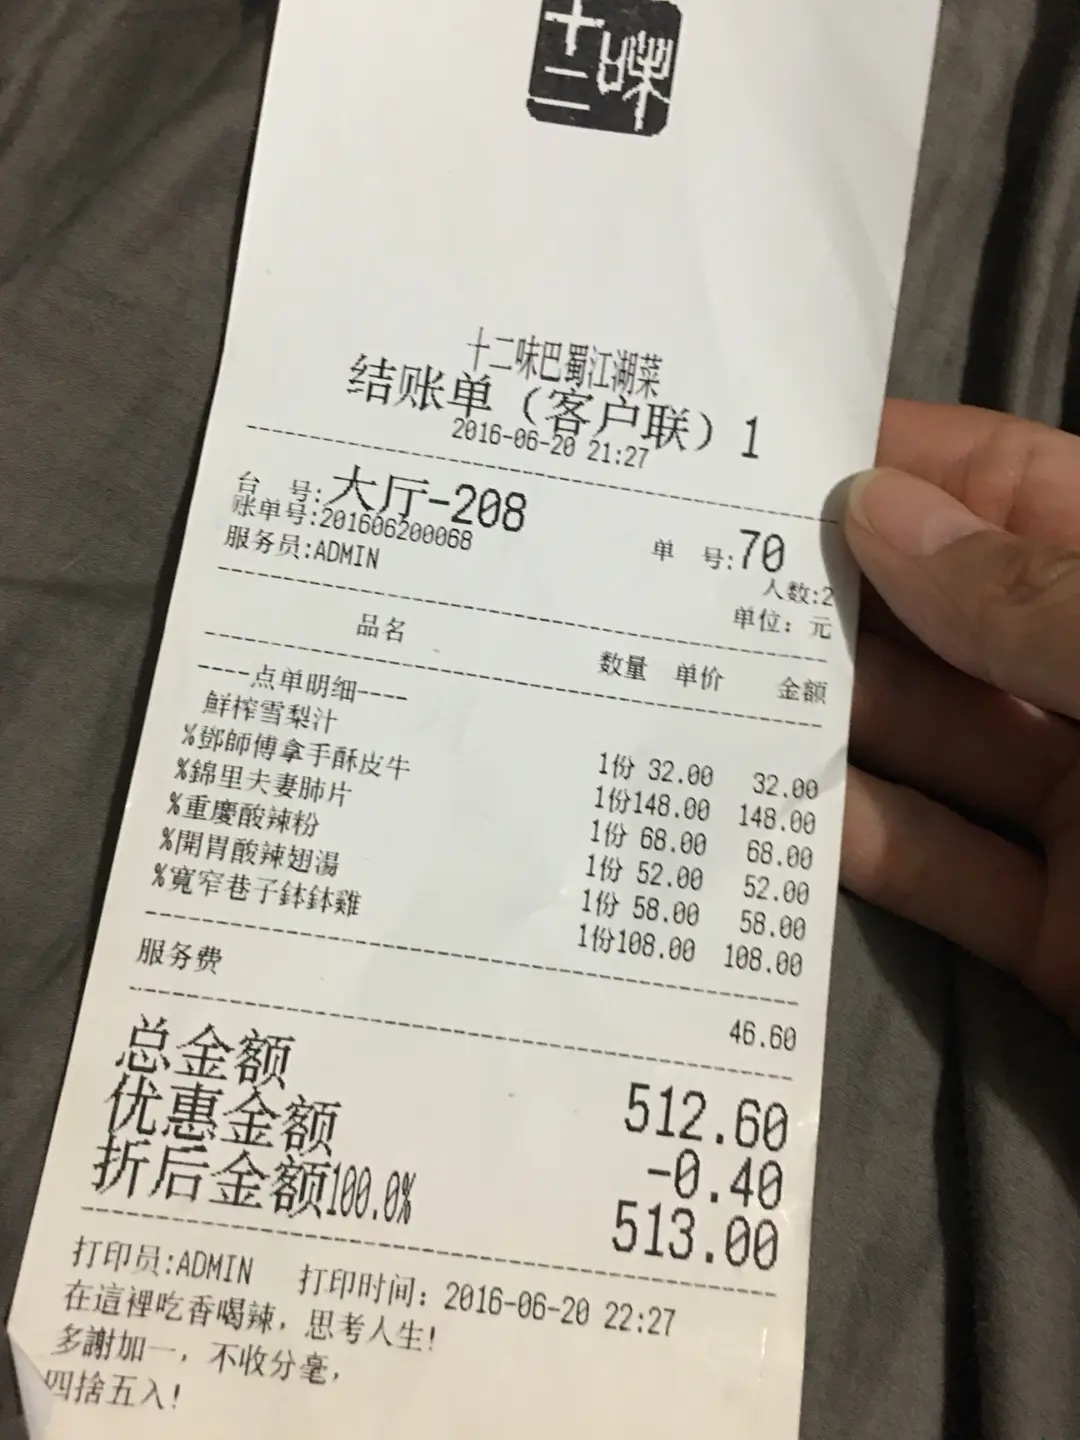 十二味
十二味巴蜀江湖菜
结账单（客户联）1
2016-06-20 21:27
台 号:大厅-208 单 号:70
账单号:201606200068 人数:2
服务员:ADMIN 单位：元
品名 数量 单价 金额
----点单明细----
鮮榨雪梨汁 1份 32.00 32.00
%鄧師傅拿手酥皮牛 1份148.00 148.00
%錦里夫妻肺片 1份 68.00 68.00
%重慶酸辣粉 1份 52.00 52.00
%開胃酸辣翅湯 1份 58.00 58.00
%寬窄巷子鉢鉢雞 1份108.00 108.00
服务费 46.60
总金额 512.60
优惠金额 -0.40
折后金额100.0% 513.00
打印员:ADMIN 打印时间：2016-06-20 22:27
在這裡吃香喝辣，思考人生!
多謝加一，不收分毫，
四捨五入!